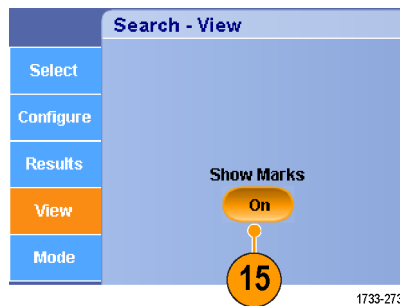 Search - View
Select
Configure
Results
View
Mode
Show Marks
On
15
1733-273